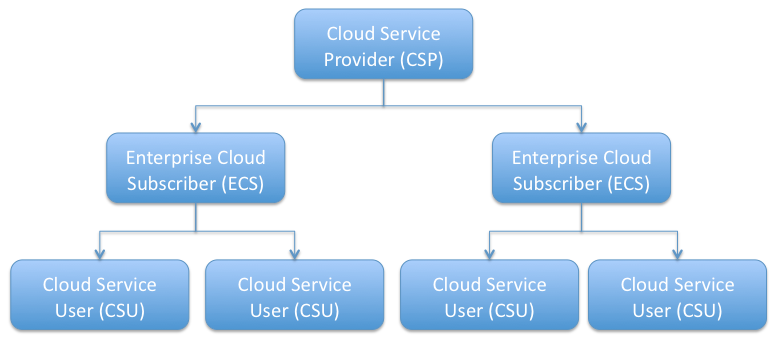 Cloud Service
Provider (CSP)
Enterprise Cloud
Subscriber (ECS)
Enterprise Cloud
Subscriber (ECS)
Cloud Service
User (CSU)
Cloud Service
User (CSU)
Cloud Service
User (CSU)
Cloud Service
User (CSU)